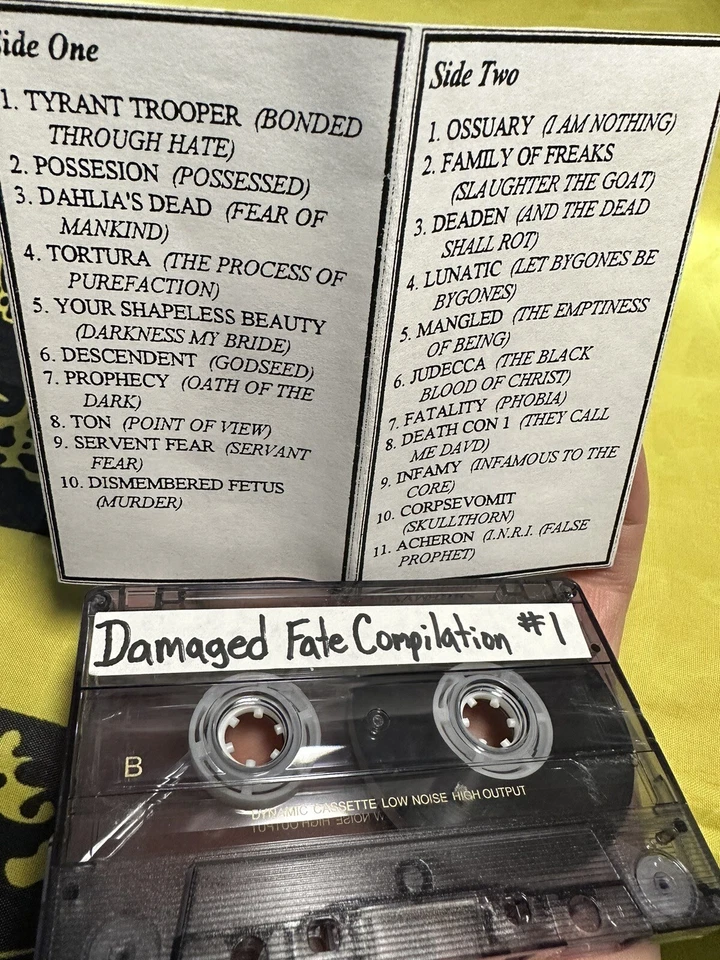 Side One
1. TYRANT TROOPER (BONDED
THROUGH HATE)
2. POSSESION (POSSESSED)
3. DAHLIA'S DEAD (FEAR OF
MANKIND)
4. TORTURA (THE PROCESS OF
PUREFACTION)
5. YOUR SHAPELESS BEAUTY
(DARKNESS MY BRIDE)
6. DESCENDENT (GODSEED)
7. PROPHECY (OATH OF THE
DARK)
8. TON (POINT OF VIEW)
9. SERVENT FEAR (SERVANT
FEAR)
10. DISMEMBERED FETUS
(MURDER)
Side Two
1. OSSUARY (I AM NOTHING)
2. FAMILY OF FREAKS
(SLAUGHTER THE GOAT)
3. DEADEN (AND THE DEAD
SHALL ROT)
4. LUNATIC (LET BYGONES BE
BYGONES)
5. MANGLED (THE EMPTINESS
OF BEING)
6. JUDECCA (THE BLACK
BLOOD OF CHRIST)
7. FATALITY (PHOBIA)
8. DEATH CON 1 (THEY CALL
ME DAVD)
9. INFAMY (INFAMOUS TO THE
CORE)
10. CORPSEVOMIT
(SKULLTHORN)
11. ACHERON (I.N.R.I. (FALSE
PROPHET)
Damaged Fate Compilation #1
B
DYNAMIC CASSETTE LOW NOISE HIGH OUTPUT